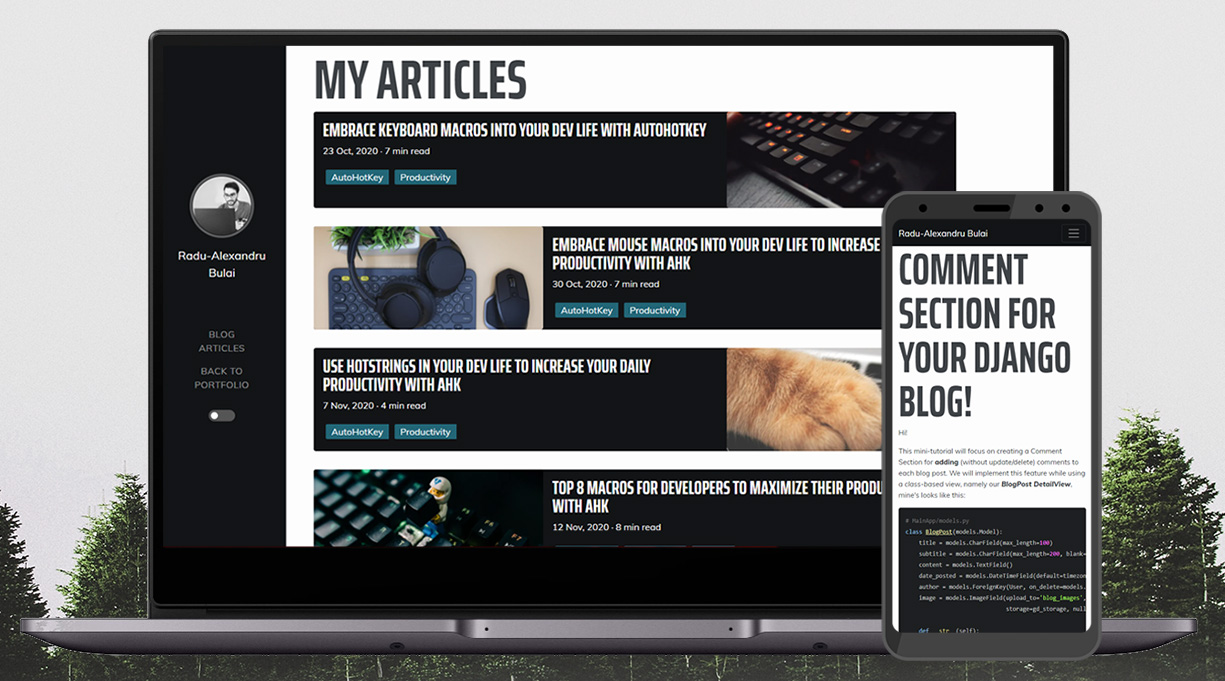 Radu-Alexandru
Bulai
BLOG
ARTICLES
BACK TO
PORTFOLIO
MY ARTICLES
EMBRACE KEYBOARD MACROS INTO YOUR DEV LIFE WITH AUTOHOTKEY
23 Oct, 2020 · 7 min read
AutoHotKey Productivity
EMBRACE MOUSE MACROS INTO YOUR DEV LIFE TO INCREASE
PRODUCTIVITY WITH AHK
30 Oct, 2020 · 7 min read
AutoHotKey Productivity
USE HOTSTRINGS IN YOUR DEV LIFE TO INCREASE YOUR DAILY
PRODUCTIVITY WITH AHK
7 Nov, 2020 · 4 min read
AutoHotKey Productivity
TOP 8 MACROS FOR DEVELOPERS TO MAXIMIZE THEIR PRODU
WITH AHK
12 Nov, 2020 · 8 min read
Radu-Alexandru Bulai
COMMENT
SECTION FOR
YOUR DJANGO
BLOG!
Hi!
This mini-tutorial will focus on creating a Comment
Section for adding (without update/delete) comments to
each blog post. We will implement this feature while using
a class-based view, namely our BlogPost DetailView,
mine's looks like this:
# MainApp/models.py
class BlogPost(models.Model):
title = models.CharField(max_length=100)
subtitle = models.CharField(max_length=200, blank=
content = models.TextField()
date_posted = models.DateTimeField(default=timezon
author = models.ForeignKey(User, on_delete=models.
image = models.ImageField(upload_to='blog_images',
storage=gd_storage, null
def __str__(self):